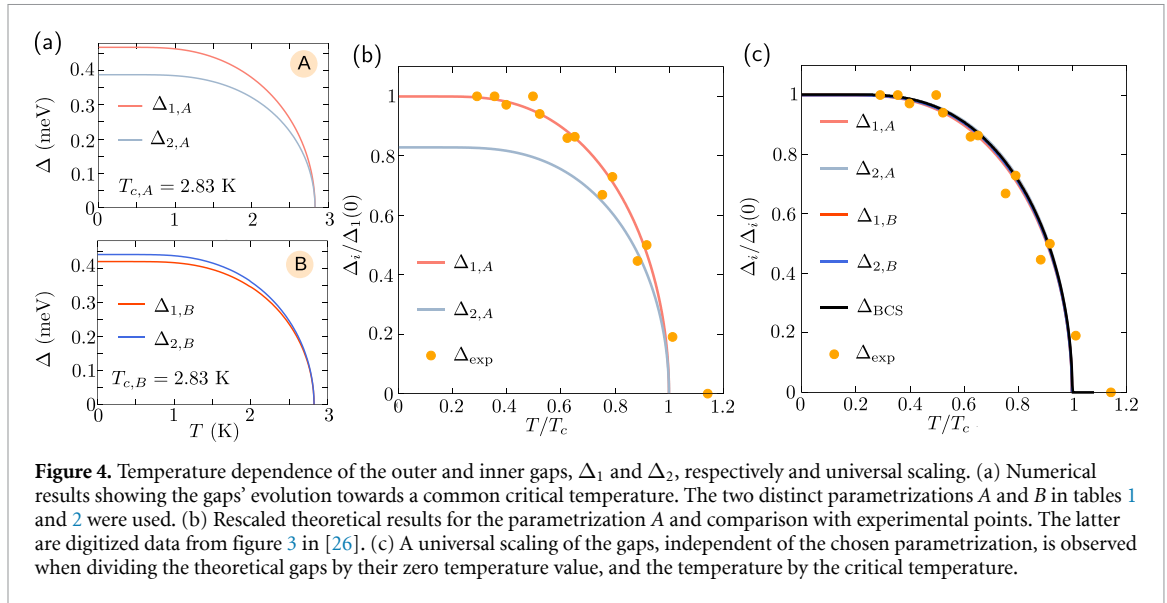 (a)
A
Δ (meV)
0.4
0.2
0.1
0
Δ₁,A
Δ₂,A
T_c,A = 2.83 K
0 1 2 3
B
Δ (meV)
0.4
0.3
0.2
0.1
0
Δ₁,B
Δ₂,B
T_c,B = 2.83 K
0 1 2 3
T (K)
(b)
Δᵢ/Δ₁(0)
1
0.8
0.6
0.4
0.2
0
Δ₁,A
Δ₂,A
Δexp
0 0.2 0.4 0.6 0.8 1 1.2
T/T_c
(c)
Δᵢ/Δᵢ(0)
1
0.8
0.6
0.4
0.2
0
Δ₁,A
Δ₂,A
Δ₁,B
Δ₂,B
ΔBCS
Δexp
0 0.2 0.4 0.6 0.8 1 1.2
T/T_c
Figure 4. Temperature dependence of the outer and inner gaps, Δ₁ and Δ₂, respectively and universal scaling. (a) Numerical
results showing the gaps' evolution towards a common critical temperature. The two distinct parametrizations A and B in tables 1
and 2 were used. (b) Rescaled theoretical results for the parametrization A and comparison with experimental points. The latter
are digitized data from figure 3 in [26]. (c) A universal scaling of the gaps, independent of the chosen parametrization, is observed
when dividing the theoretical gaps by their zero temperature value, and the temperature by the critical temperature.